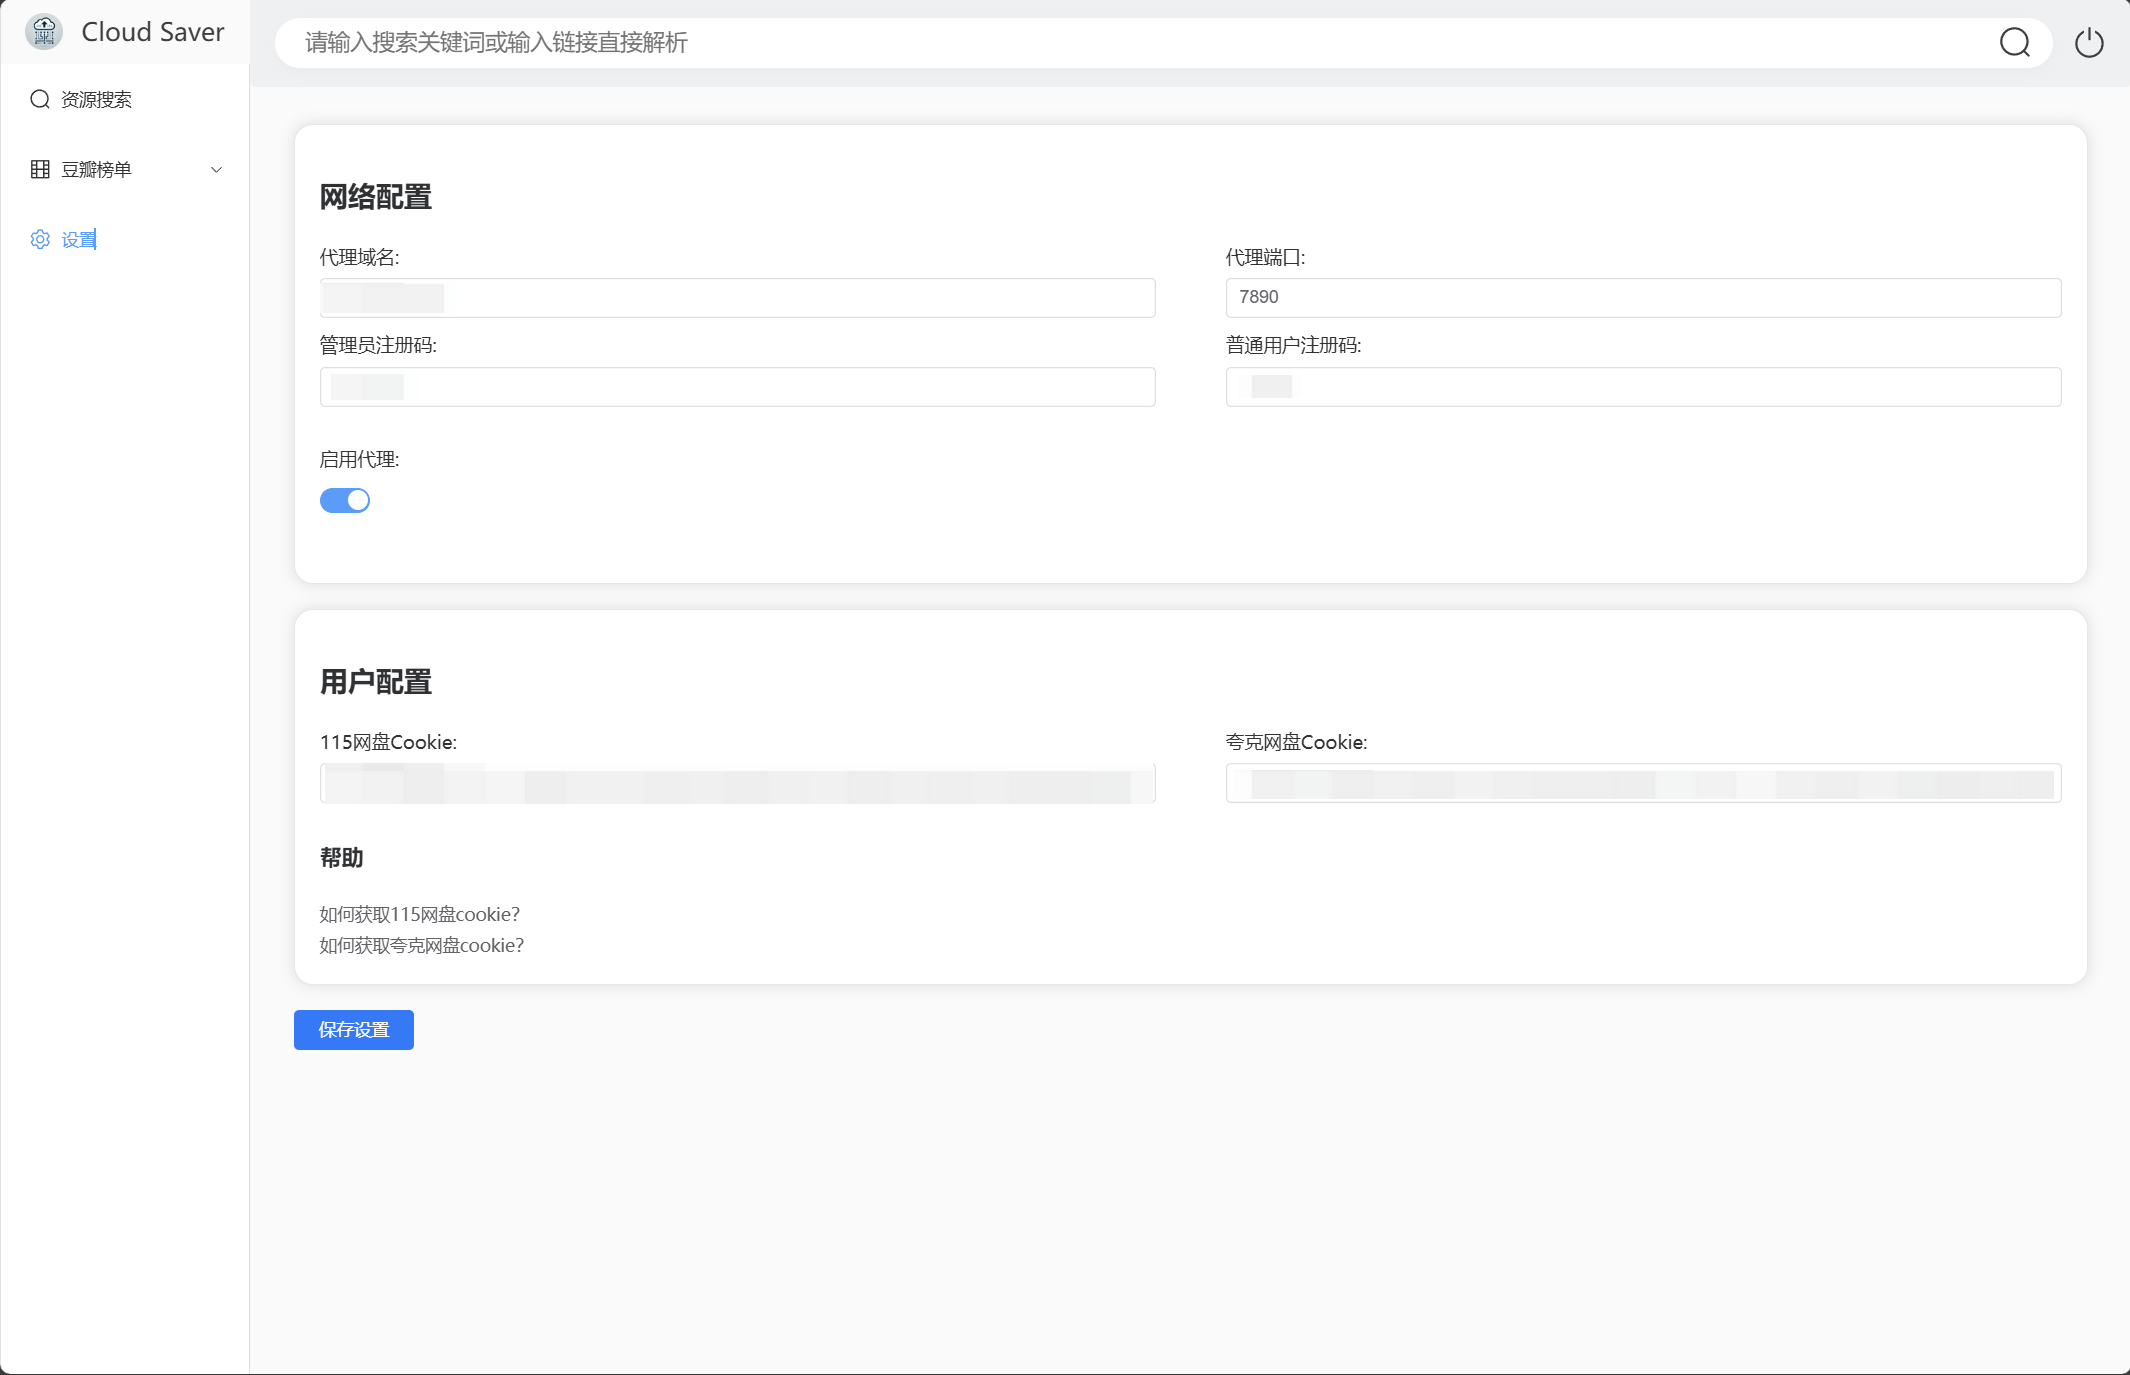 Cloud Saver
请输入搜索关键词或输入链接直接解析
资源搜索
豆瓣榜单
设置
网络配置
代理域名:
代理端口:
7890
管理员注册码:
普通用户注册码:
启用代理:
用户配置
115网盘Cookie:
夸克网盘Cookie:
帮助
如何获取115网盘cookie?
如何获取夸克网盘cookie?
保存设置